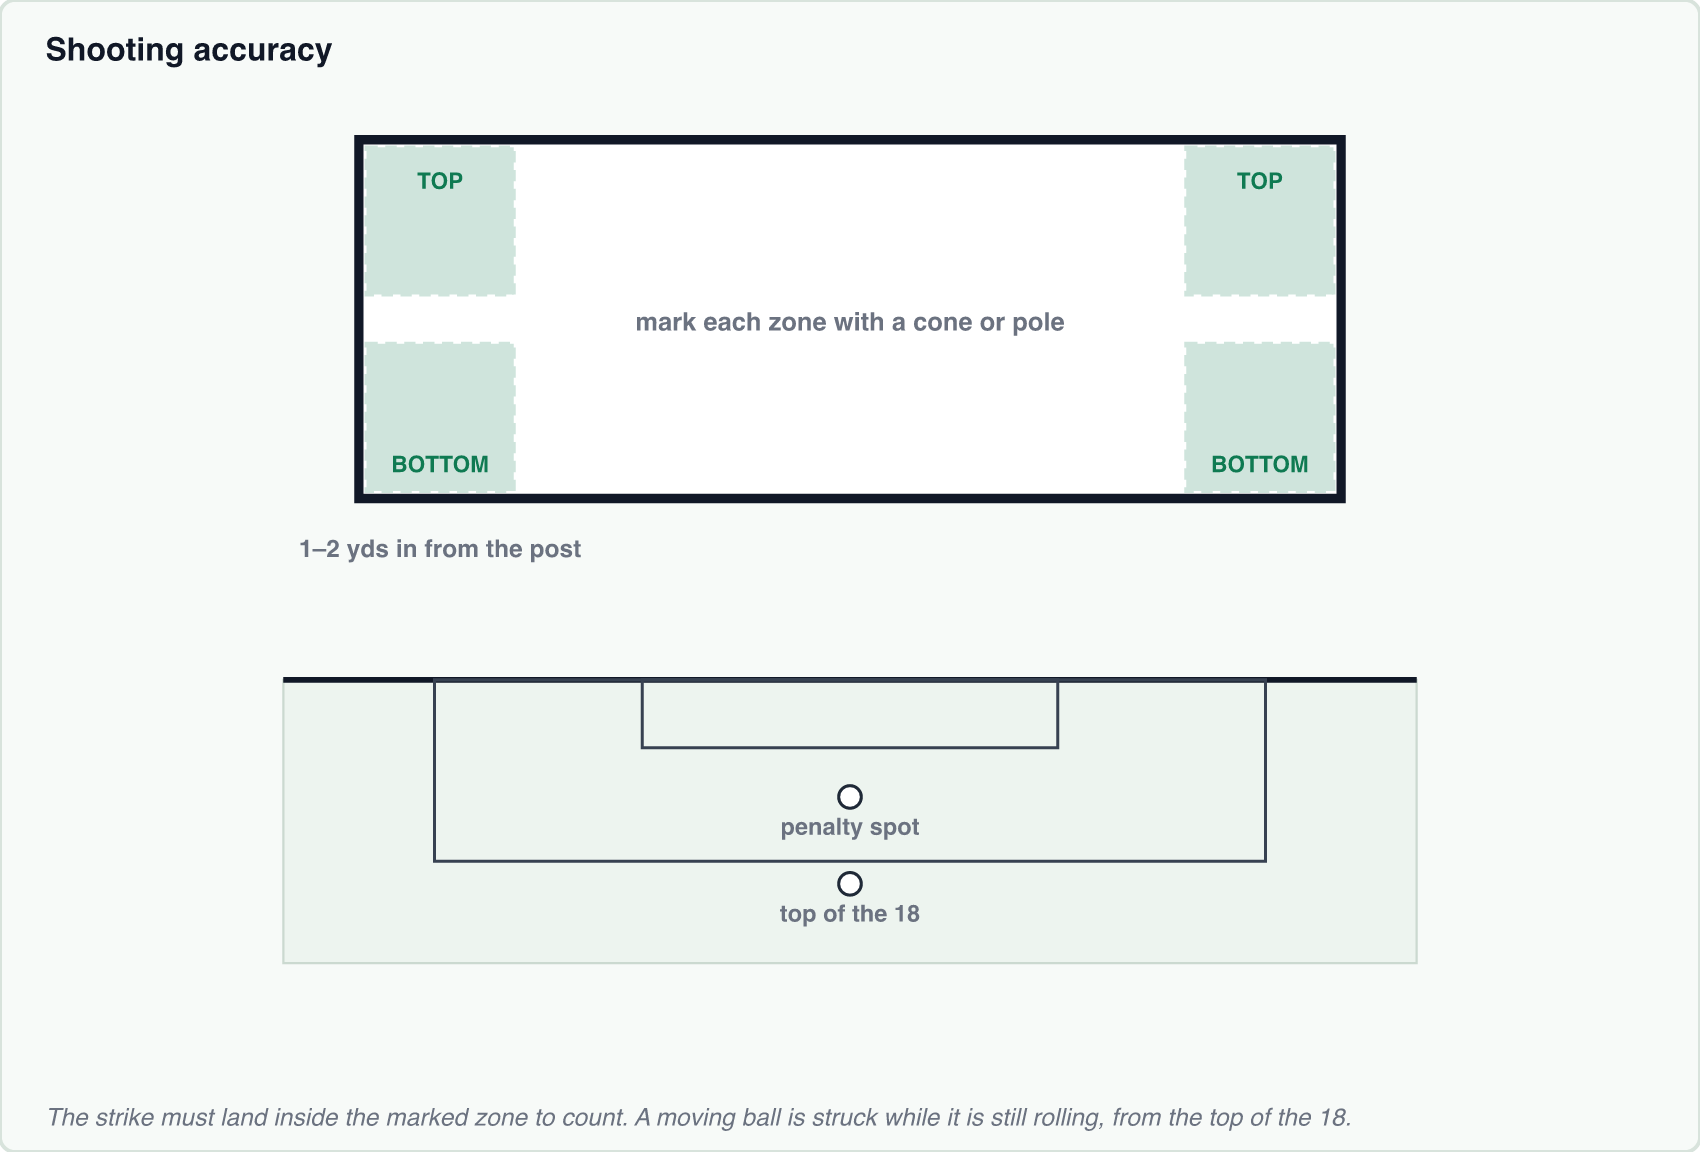 Shooting accuracy
TOP TOP
mark each zone with a cone or pole
BOTTOM BOTTOM
1–2 yds in from the post
penalty spot
top of the 18
The strike must land inside the marked zone to count. A moving ball is struck while it is still rolling, from the top of the 18.